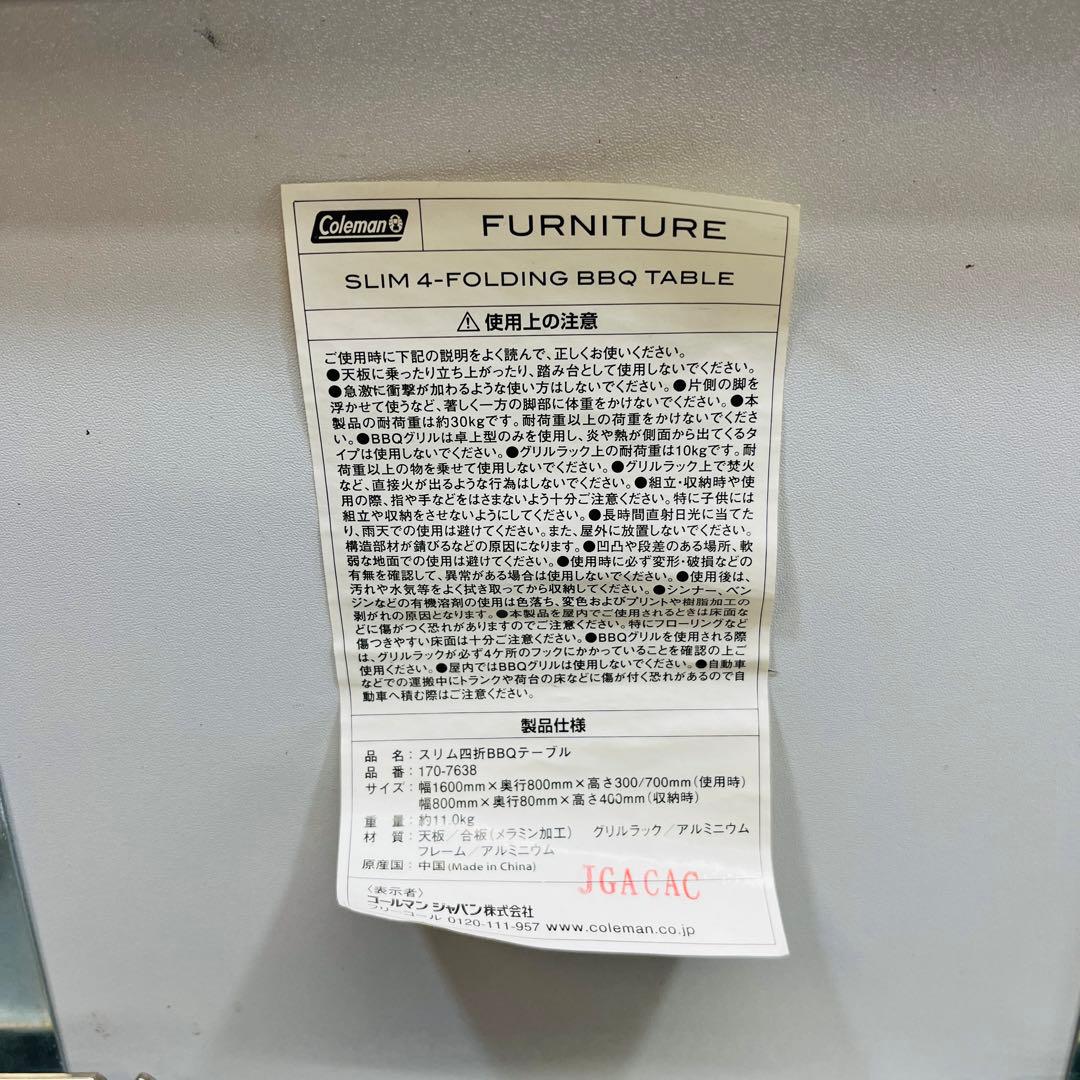 Coleman
FURNITURE
SLIM 4-FOLDING BBQ TABLE
⚠ 使用上の注意
ご使用時に下記の説明をよく読んで、正しくお使いください。
●天板に乗ったり立ち上がったり、踏み台として使用しないでください。
●急激に衝撃が加わるような使い方はしないでください。●片側の脚を
浮かせて使うなど、著しく一方の脚部に体重をかけないでください。●本
製品の耐荷重は約30kgです。耐荷重以上の荷重をかけないでくださ
い。●BBQグリルは卓上型のみを使用し、炎や熱が側面から出てくるタ
イプは使用しないでください。●グリルラック上の耐荷重は10kgです。耐
荷重以上の物を乗せて使用しないでください。●グリルラック上で焚火
など、直接火が出るような行為はしないでください。●組立・収納時や使
用の際、指や手などをはさまないよう十分ご注意ください。特に子供には
組立や収納をさせないようにしてください。●長時間直射日光に当てた
り、雨天での使用は避けてください。また、屋外に放置しないでください。
構造部材が錆びるなどの原因になります。●凹凸や段差のある場所、軟
弱な地面での使用は避けてください。●使用時に必ず変形・破損などの
有無を確認して、異常がある場合は使用しないでください。●使用後は、
汚れや水気等をよく拭き取ってから収納してください。●シンナー、ベン
ジンなどの有機溶剤の使用は色落ち、変色およびプリントや樹脂加工の
剥がれの原因となります。●本製品を屋内でご使用されるときは床面な
どに傷がつく恐れがありますのでご注意ください。特にフローリングなど
傷つきやすい床面は十分ご注意ください。●BBQグリルを使用される際
は、グリルラックが必ず4ケ所のフックにかかっていることを確認の上ご
使用ください。●屋内ではBBQグリルは使用しないでください。●自動車
などでの運搬中にトランクや荷台の床などに傷が付く恐れがあるので自
動車へ積む際はご注意ください。
製品仕様
品 名：スリム四折BBQテーブル
品 番：170-7638
サイズ：幅1600mm×奥行800mm×高さ300/700mm（使用時）
幅800mm×奥行80mm×高さ400mm（収納時）
重 量：約11.0kg
材 質：天板／合板（メラミン加工） グリルラック／アルミニウム
フレーム／アルミニウム
原産国：中国(Made in China)
JGACAC
〈表示者〉
コールマン ジャパン株式会社
フリーコール 0120-111-957 www.coleman.co.jp